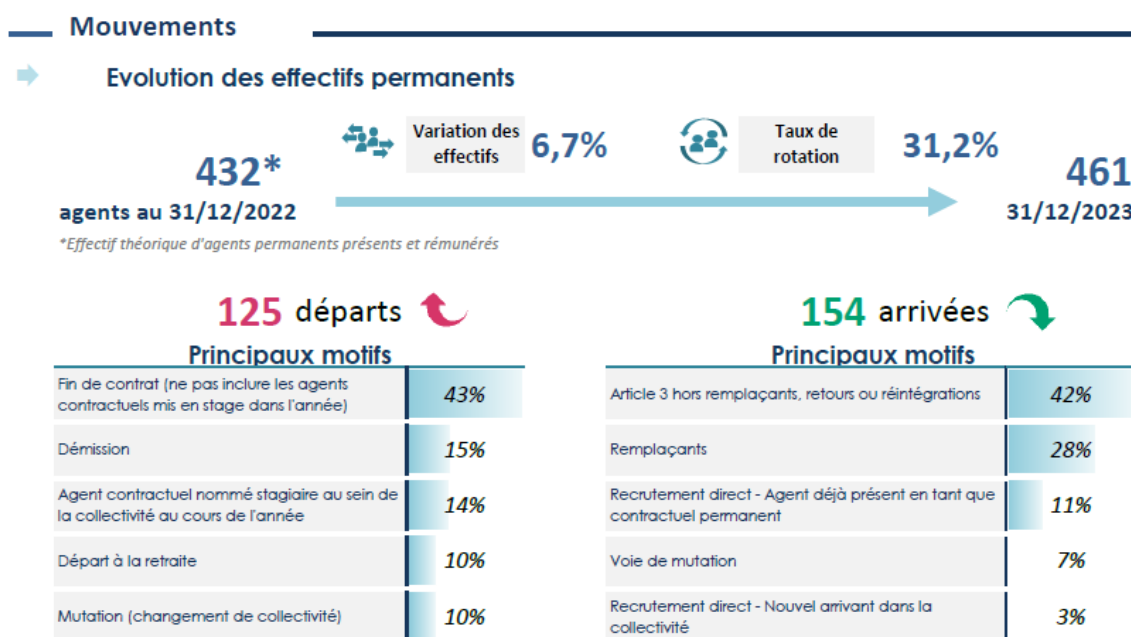 Mouvements
Evolution des effectifs permanents
Variation des
effectifs
6,7%
Taux de
rotation
31,2%
432*
461
agents au 31/12/2022
31/12/2023
*Effectif théorique d'agents permanents présents et rémunérés
125 départs
Principaux motifs
Fin de contrat (ne pas inclure les agents
contractuels mis en stage dans l'année)
43%
Démission
15%
Agent contractuel nommé stagiaire au sein de
la collectivité au cours de l'année
14%
Départ à la retraite
10%
Mutation (changement de collectivité)
10%
154 arrivées
Principaux motifs
Article 3 hors remplaçants, retours ou réintégrations
42%
Remplaçants
28%
Recrutement direct - Agent déjà présent en tant que
contractuel permanent
11%
Voie de mutation
7%
Recrutement direct - Nouvel arrivant dans la
collectivité
3%